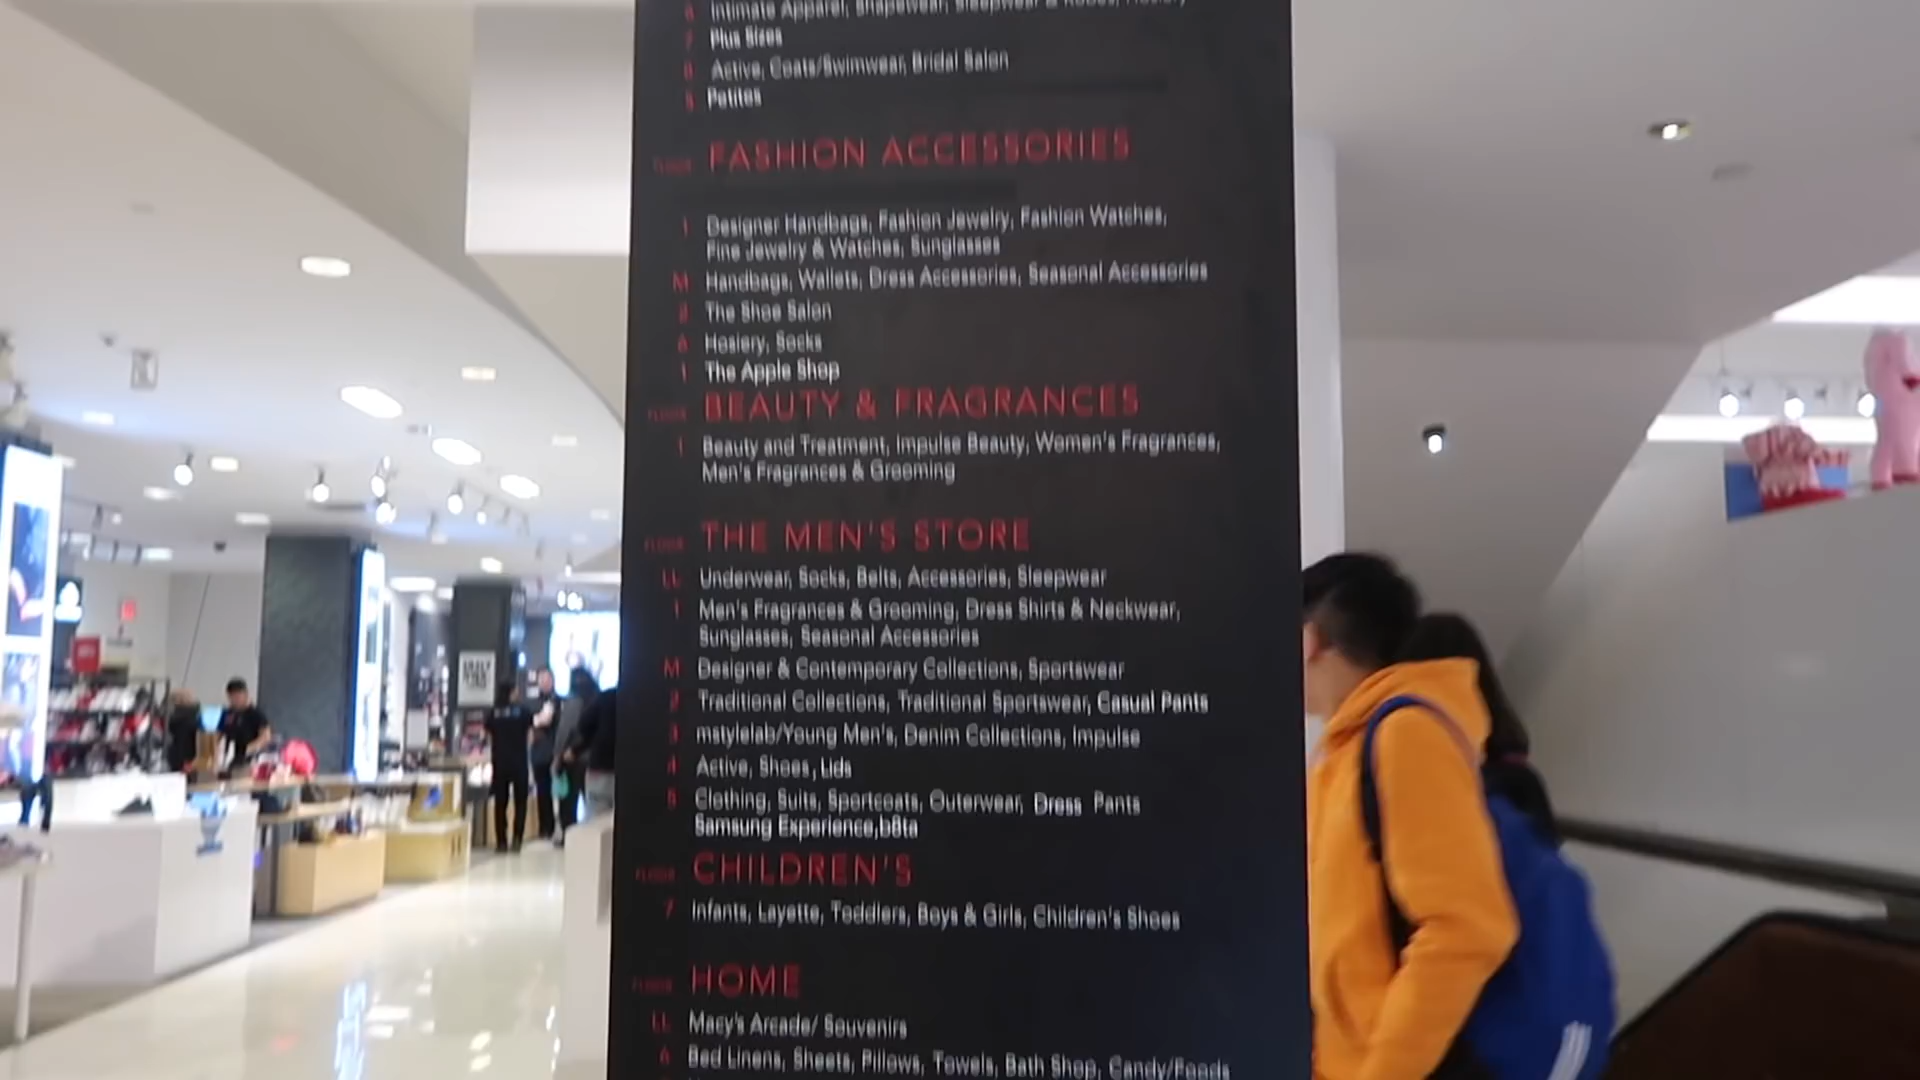 6 Intimate Apparel, Shapewear, Sleepwear & Robes, Hosiery
7 Plus Sizes
8 Active, Coats/Swimwear, Bridal Salon
5 Petites
FLOOR FASHION ACCESSORIES
1 Designer Handbags, Fashion Jewelry, Fashion Watches,
Fine Jewelry & Watches, Sunglasses
M Handbags, Wallets, Dress Accessories, Seasonal Accessories
2 The Shoe Salon
6 Hosiery, Socks
1 The Apple Shop
FLOOR BEAUTY & FRAGRANCES
1 Beauty and Treatment, Impulse Beauty, Women's Fragrances,
Men's Fragrances & Grooming
FLOOR THE MEN'S STORE
LL Underwear, Socks, Belts, Accessories, Sleepwear
1 Men's Fragrances & Grooming, Dress Shirts & Neckwear,
Sunglasses, Seasonal Accessories
M Designer & Contemporary Collections, Sportswear
2 Traditional Collections, Traditional Sportswear, Casual Pants
3 mstylelab/Young Men's, Denim Collections, Impulse
4 Active, Shoes, Lids
5 Clothing, Suits, Sportcoats, Outerwear, Dress Pants
Samsung Experience,b8ta
FLOOR CHILDREN'S
7 Infants, Layette, Toddlers, Boys & Girls, Children's Shoes
FLOOR HOME
LL Macy's Arcade/ Souvenirs
6 Bed Linens, Sheets, Pillows, Towels, Bath Shop, Candy/Foods